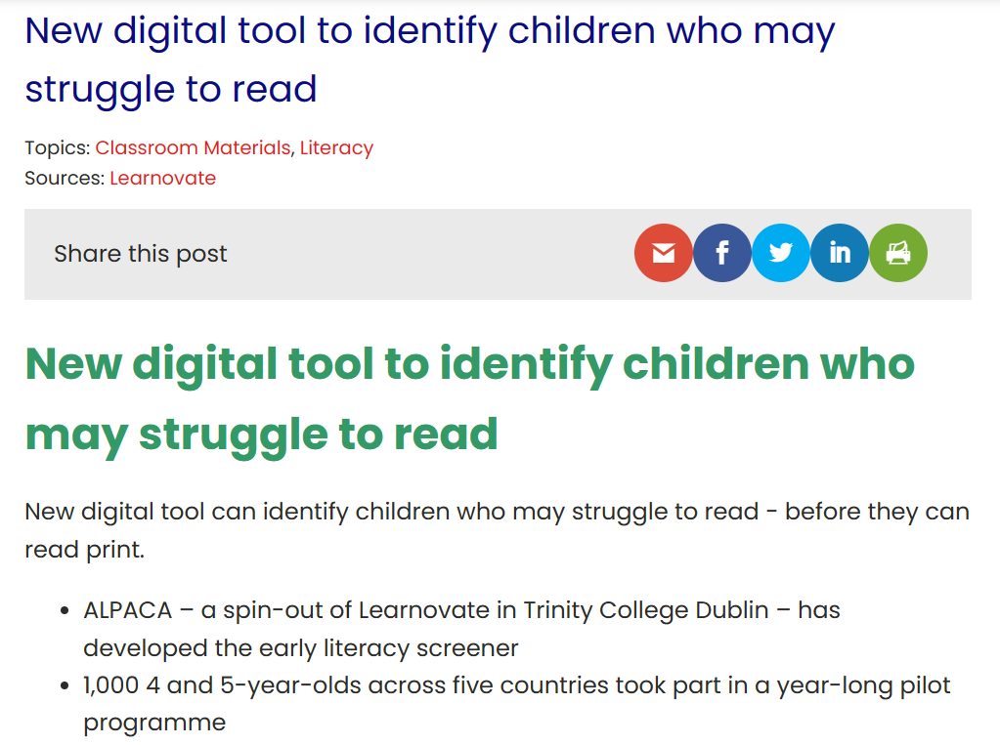 New digital tool to identify children who may
struggle to read
Topics: Classroom Materials, Literacy
Sources: Learnovate
Share this post
New digital tool to identify children who
may struggle to read
New digital tool can identify children who may struggle to read - before they can
read print.
• ALPACA – a spin-out of Learnovate in Trinity College Dublin – has
developed the early literacy screener
• 1,000 4 and 5-year-olds across five countries took part in a year-long pilot
programme